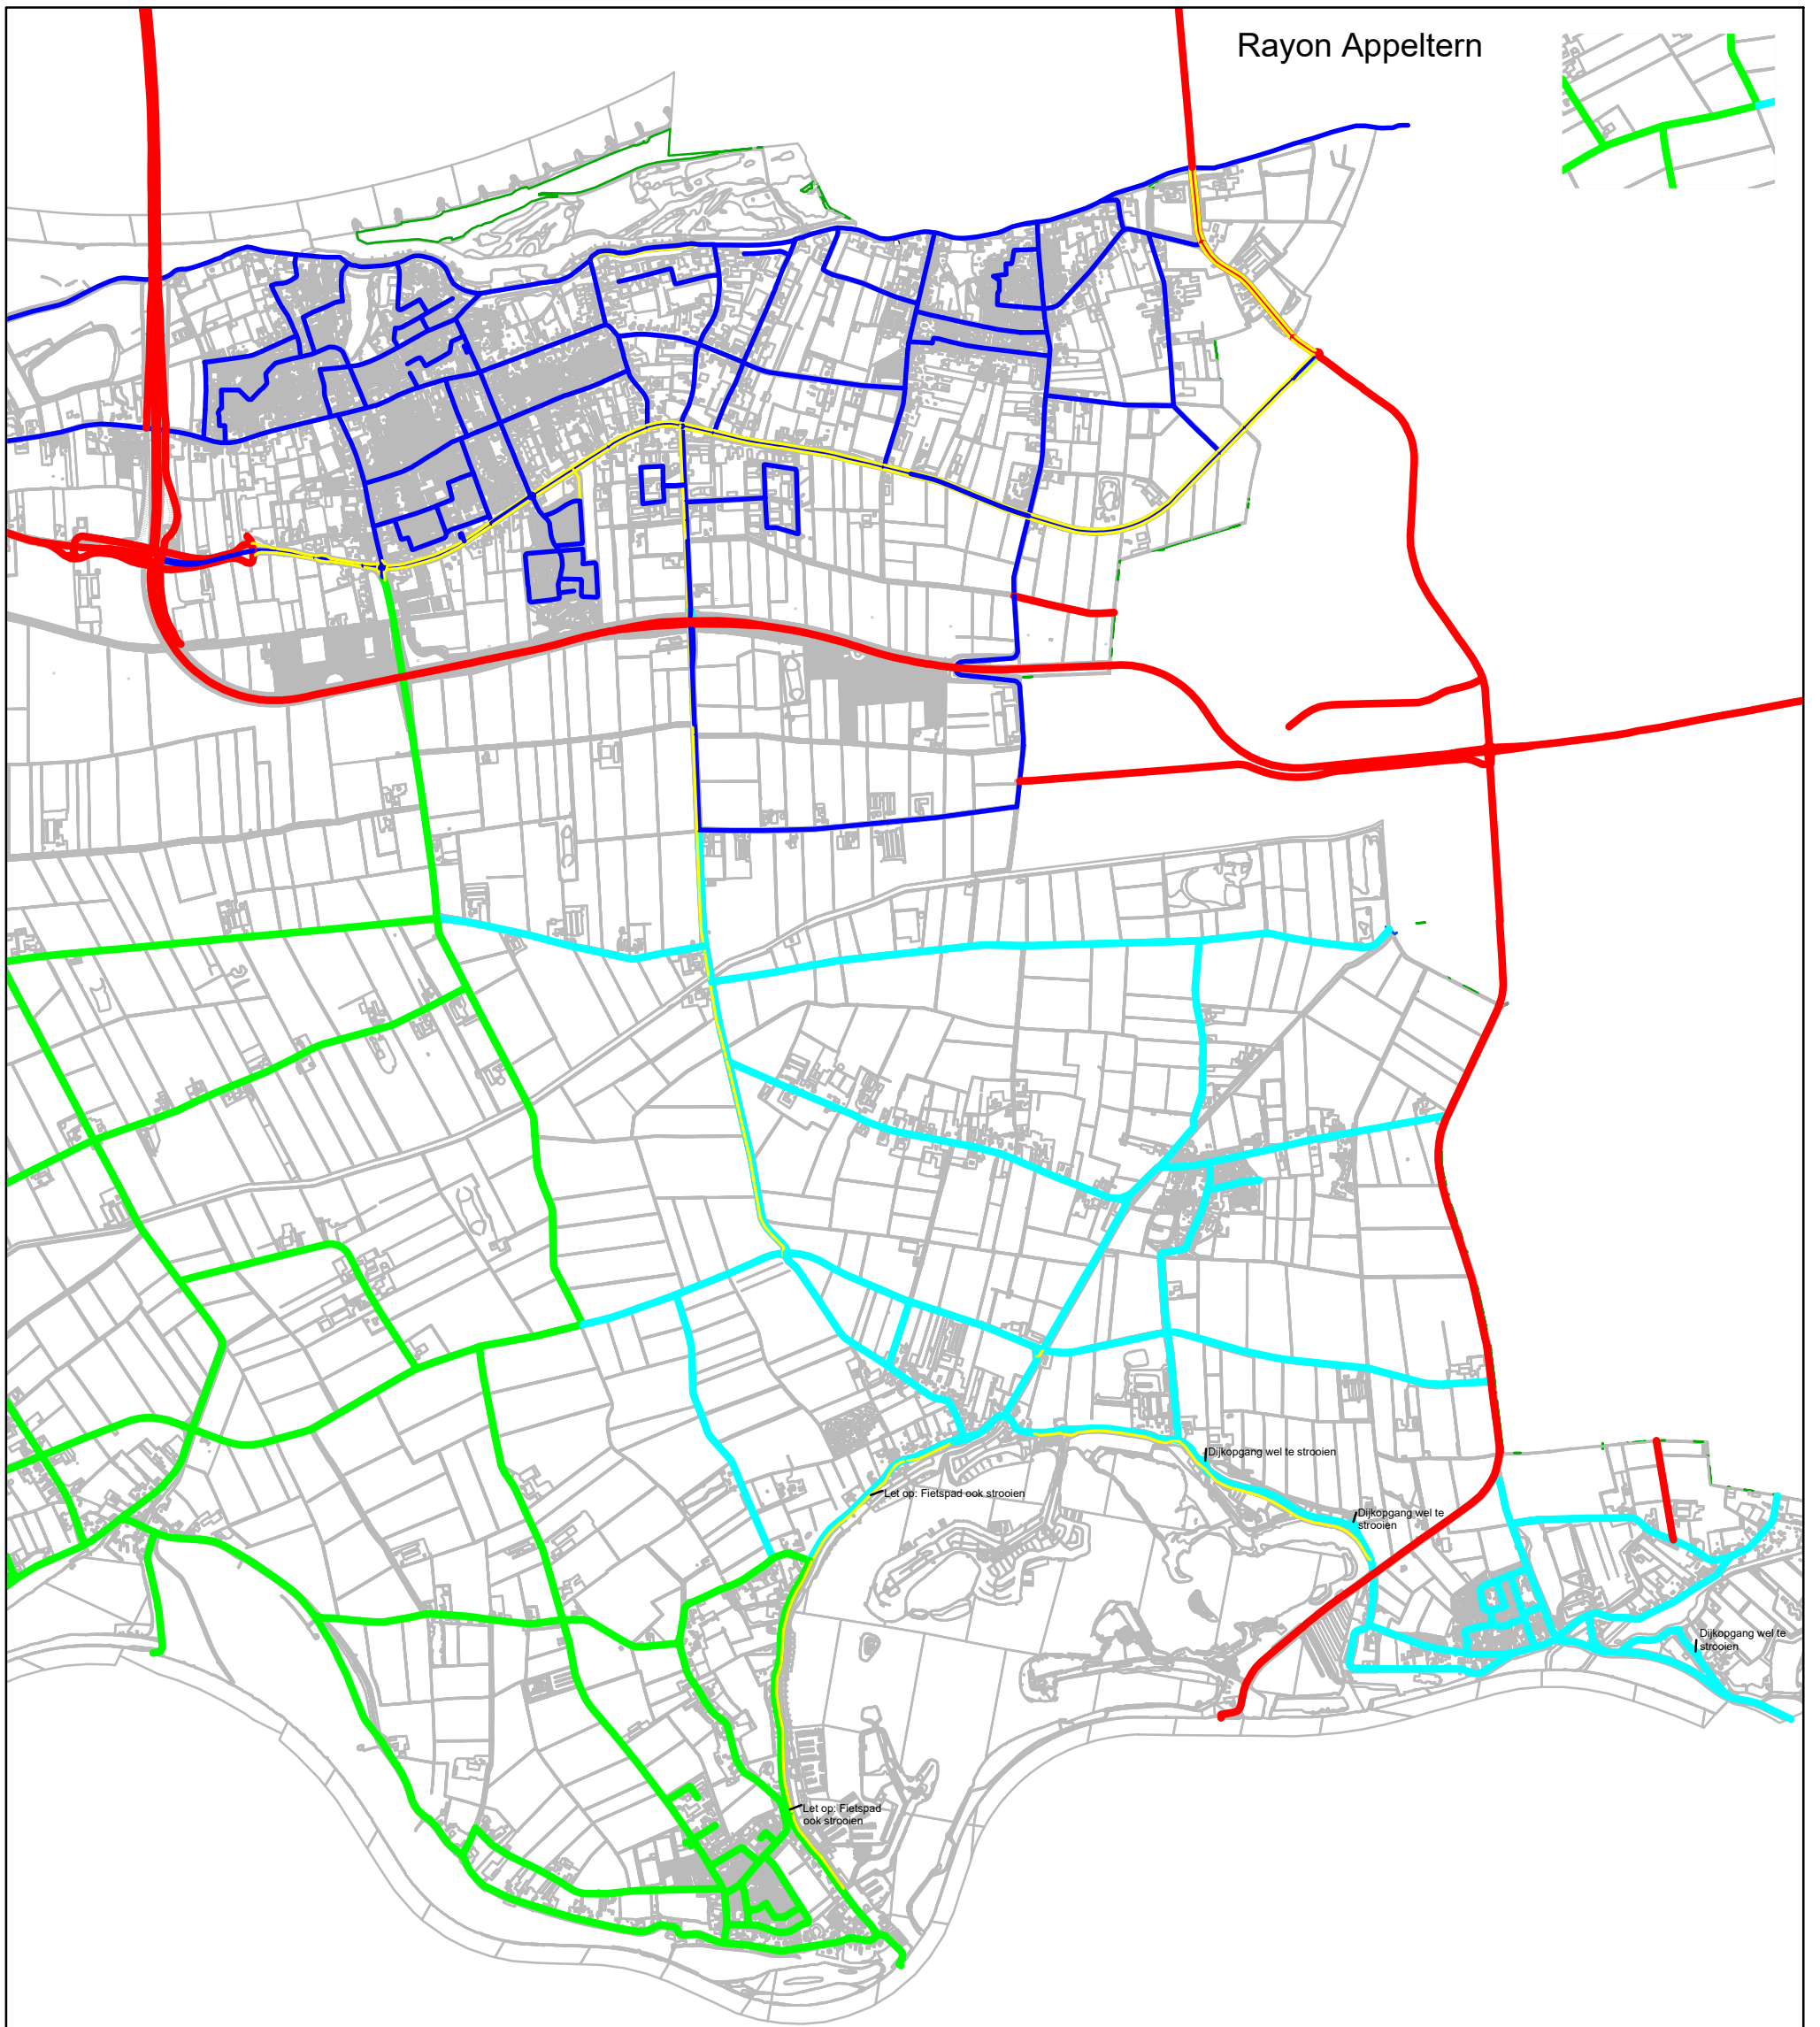 Rayon Appeltern
Dijkopgang wel te strooien
Let op: Fietspad ook strooien
Dijkopgang wel te
strooien
Dijkopgang wel te
strooien
Let op: Fietspad
ook strooien